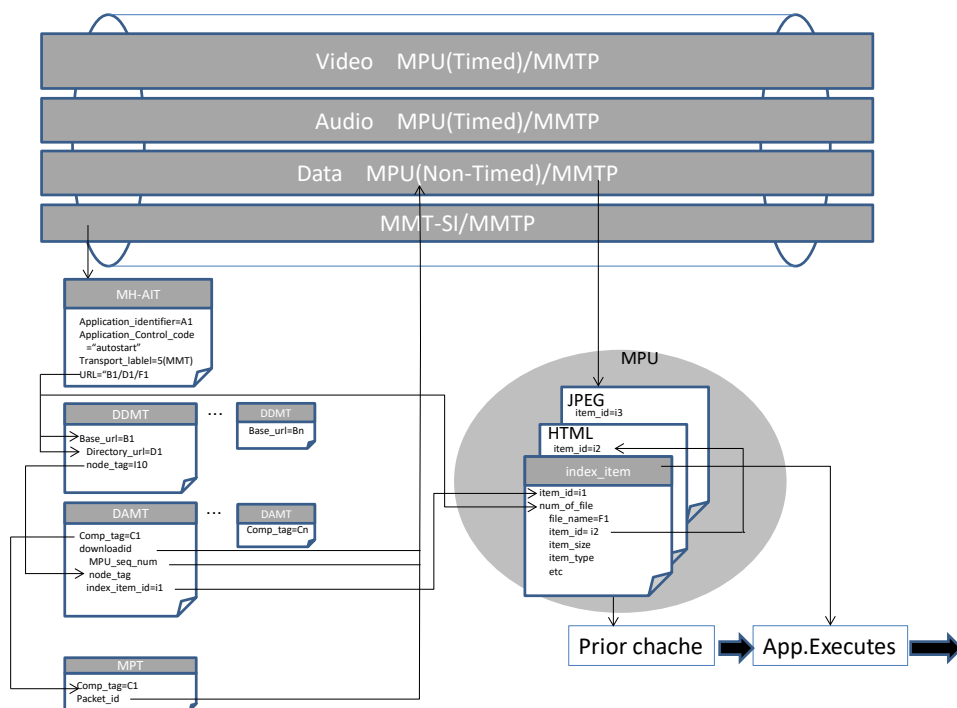 Video MPU(Timed)/MMTP
Audio MPU(Timed)/MMTP
Data MPU(Non-Timed)/MMTP
MMT-SI/MMTP
MH-AIT
Application_identifier=A1
Application_Control_code
="autostart"
Transport_lablel=5(MMT)
URL="B1/D1/F1
DDMT
Base_url=B1
Directory_url=D1
node_tag=I10
...
DDMT
Base_url=Bn
DAMT
Comp_tag=C1
downloadid
MPU_seq_num
node_tag
index_item_id=i1
...
DAMT
Comp_tag=Cn
MPT
Comp_tag=C1
Packet_id
MPU
JPEG
item_id=i3
HTML
item_id=i2
index_item
item_id=i1
num_of_file
file_name=F1
item_id= i2
item_size
item_type
etc
Prior chache
App.Executes